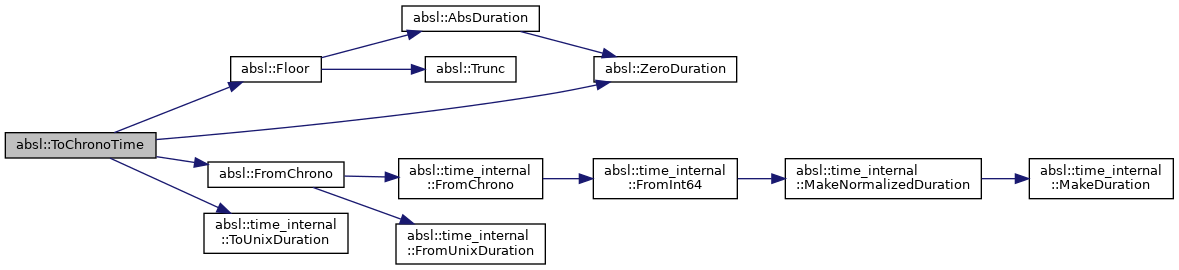 absl::AbsDuration
absl::Floor
absl::Trunc
absl::ZeroDuration
absl::ToChronoTime
absl::FromChrono
absl::time_internal
::FromChrono
absl::time_internal
::FromInt64
absl::time_internal
::MakeNormalizedDuration
absl::time_internal
::MakeDuration
absl::time_internal
::ToUnixDuration
absl::time_internal
::FromUnixDuration